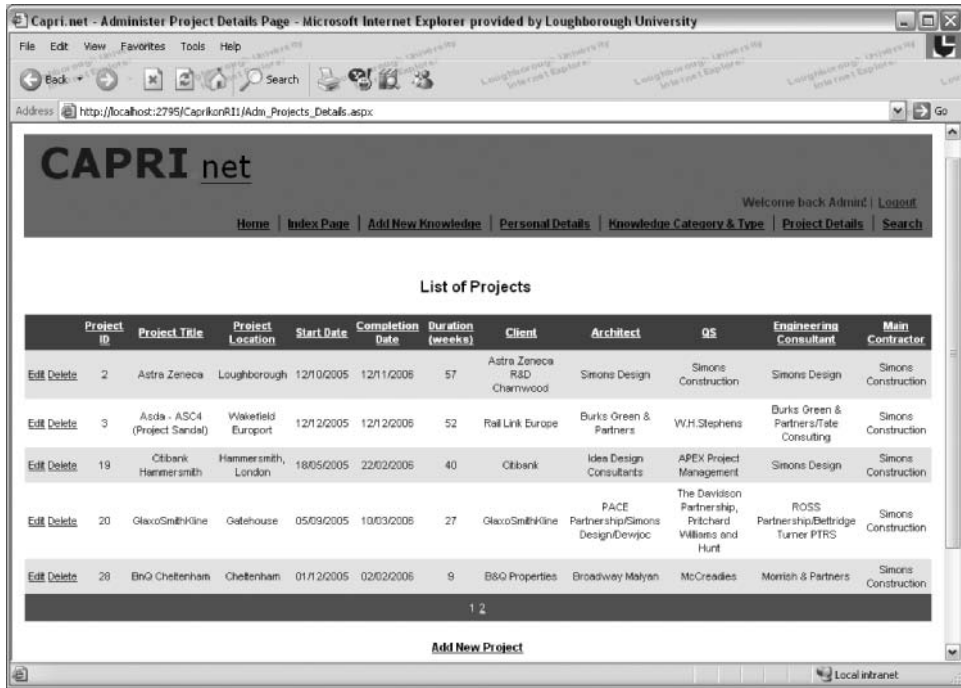 Capri.net - Administer Project Details Page - Microsoft Internet Explorer provided by Loughborough University
File Edit View Favorites Tools Help
Back Search
Address http://localhost:2795/CaprikonR11/Adm_Projects_Details.aspx Go
CAPRI net
Welcome back Admin! | Logout
Home | Index Page | Add New Knowledge | Personal Details | Knowledge Category & Type | Project Details | Search
List of Projects
Project ID Project Title Project Location Start Date Completion Date Duration (weeks) Client Architect QS Engineering Consultant Main Contractor
Edit Delete 2 Astra Zeneca Loughborough 12/10/2005 12/11/2006 57 Astra Zeneca R&D Charnwood Simons Design Simons Construction Simons Design Simons Construction
Edit Delete 3 Asda - ASC4 (Project Sandal) Wakefield Europort 12/12/2005 12/12/2006 52 Rail Link Europe Burks Green & Partners W.H.Stephens Burks Green & Partners/Tate Consulting Simons Construction
Edit Delete 19 Citibank Hammersmith Hammersmith, London 18/05/2005 22/02/2006 40 Citibank Idea Design Consultants APEX Project Management Simons Design Simons Construction
Edit Delete 20 GlaxoSmithKline Gatehouse 05/09/2005 10/03/2006 27 GlaxoSmithKline PACE Partnership/Simons Design/Dewjoc The Davidson Partnership, Pritchard Williams and Hunt ROSS Partnership/Bettridge Turner PTRS Simons Construction
Edit Delete 28 BnQ Cheltenham Cheltenham 01/12/2005 02/02/2006 9 B&Q Properties Broadway Malyan McCreadies Morrish & Partners Simons Construction
1 2
Add New Project
Local intranet